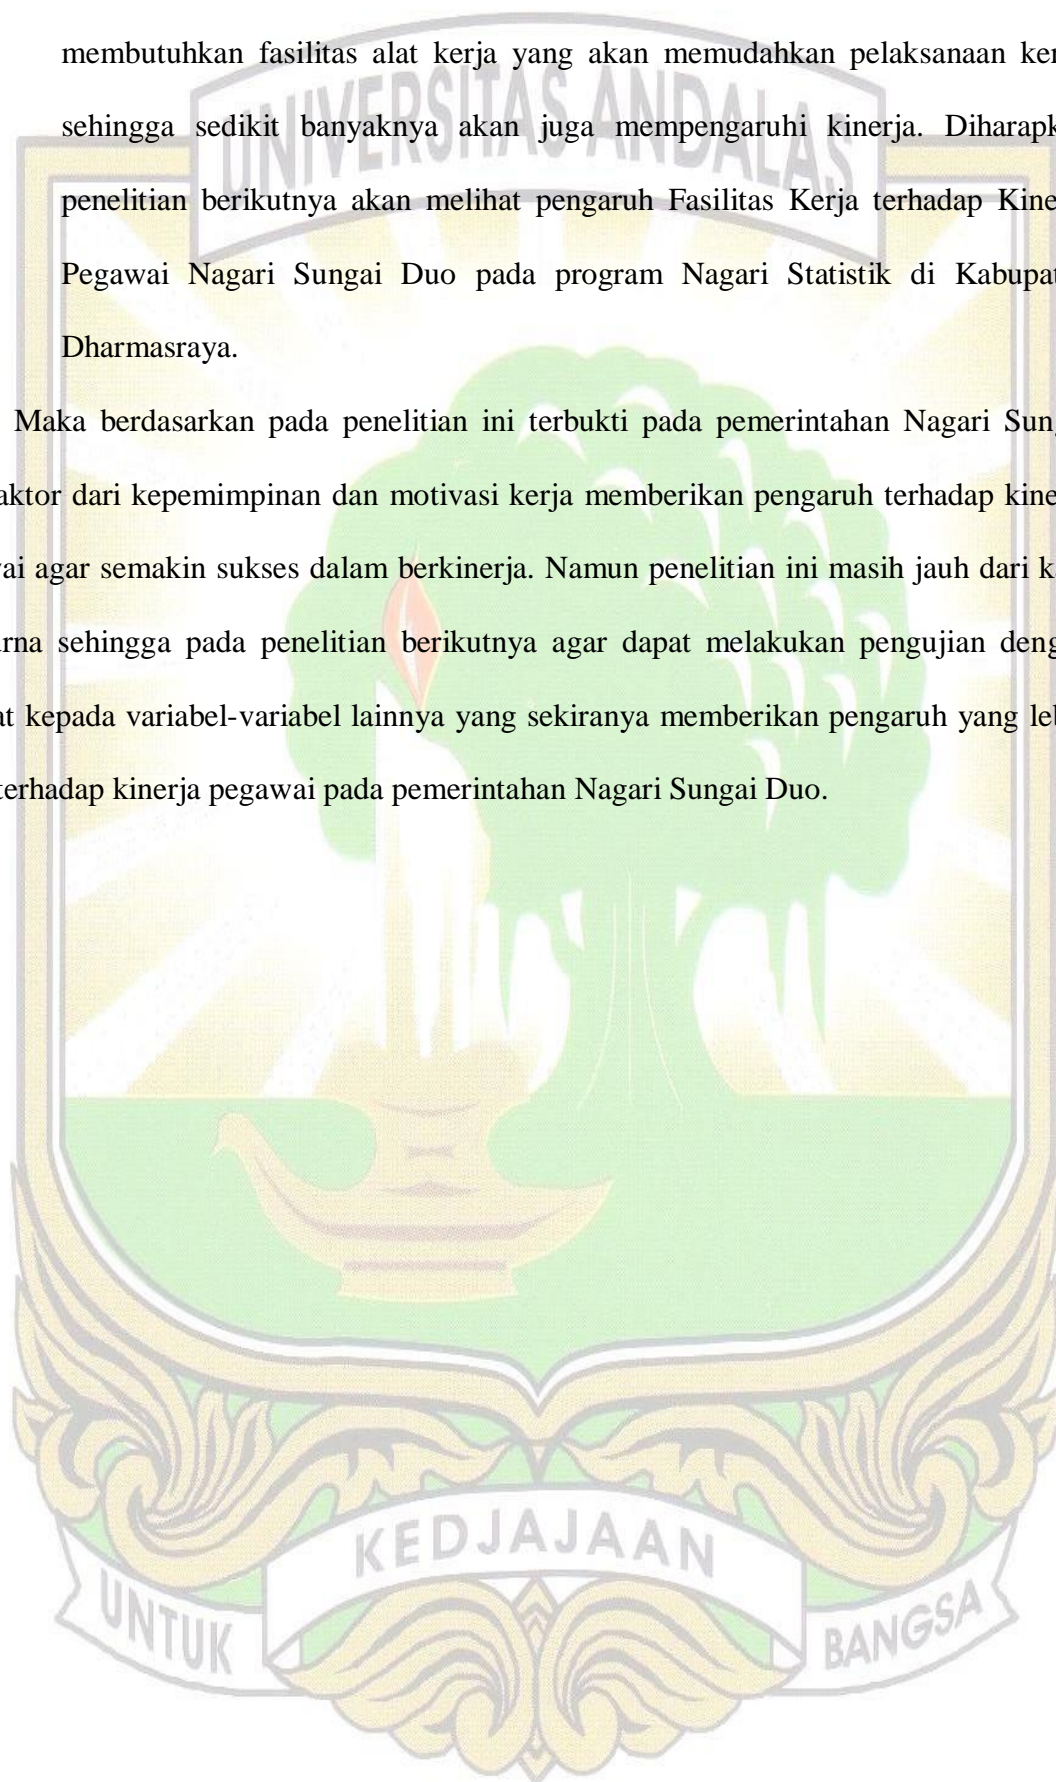 membutuhkan fasilitas alat kerja yang akan memudahkan pelaksanaan ker
sehingga sedikit banyaknya akan juga mempengaruhi kinerja. Diharapk
penelitian berikutnya akan melihat pengaruh Fasilitas Kerja terhadap Kine
Pegawai Nagari Sungai Duo pada program Nagari Statistik di Kabupat
Dharmasraya.
Maka berdasarkan pada penelitian ini terbukti pada pemerintahan Nagari Sung
aktor dari kepemimpinan dan motivasi kerja memberikan pengaruh terhadap kine
ai agar semakin sukses dalam berkinerja. Namun penelitian ini masih jauh dari k
rna sehingga pada penelitian berikutnya agar dapat melakukan pengujian deng
at kepada variabel-variabel lainnya yang sekiranya memberikan pengaruh yang leb
terhadap kinerja pegawai pada pemerintahan Nagari Sungai Duo.
UNIVERSITAS ANDALAS
UNTUK KEDJAJAAN BANGSA